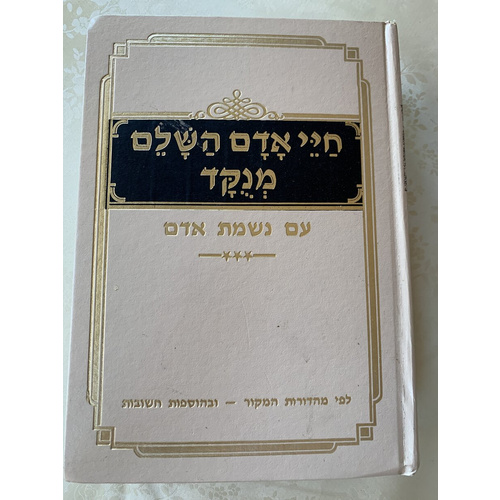 חַיֵּי אָדָם הַשָּׁלֵם
מְנֻקָּד
עם נשמת אדם
לפי מהדורות המקור – ובהוספות חשובות